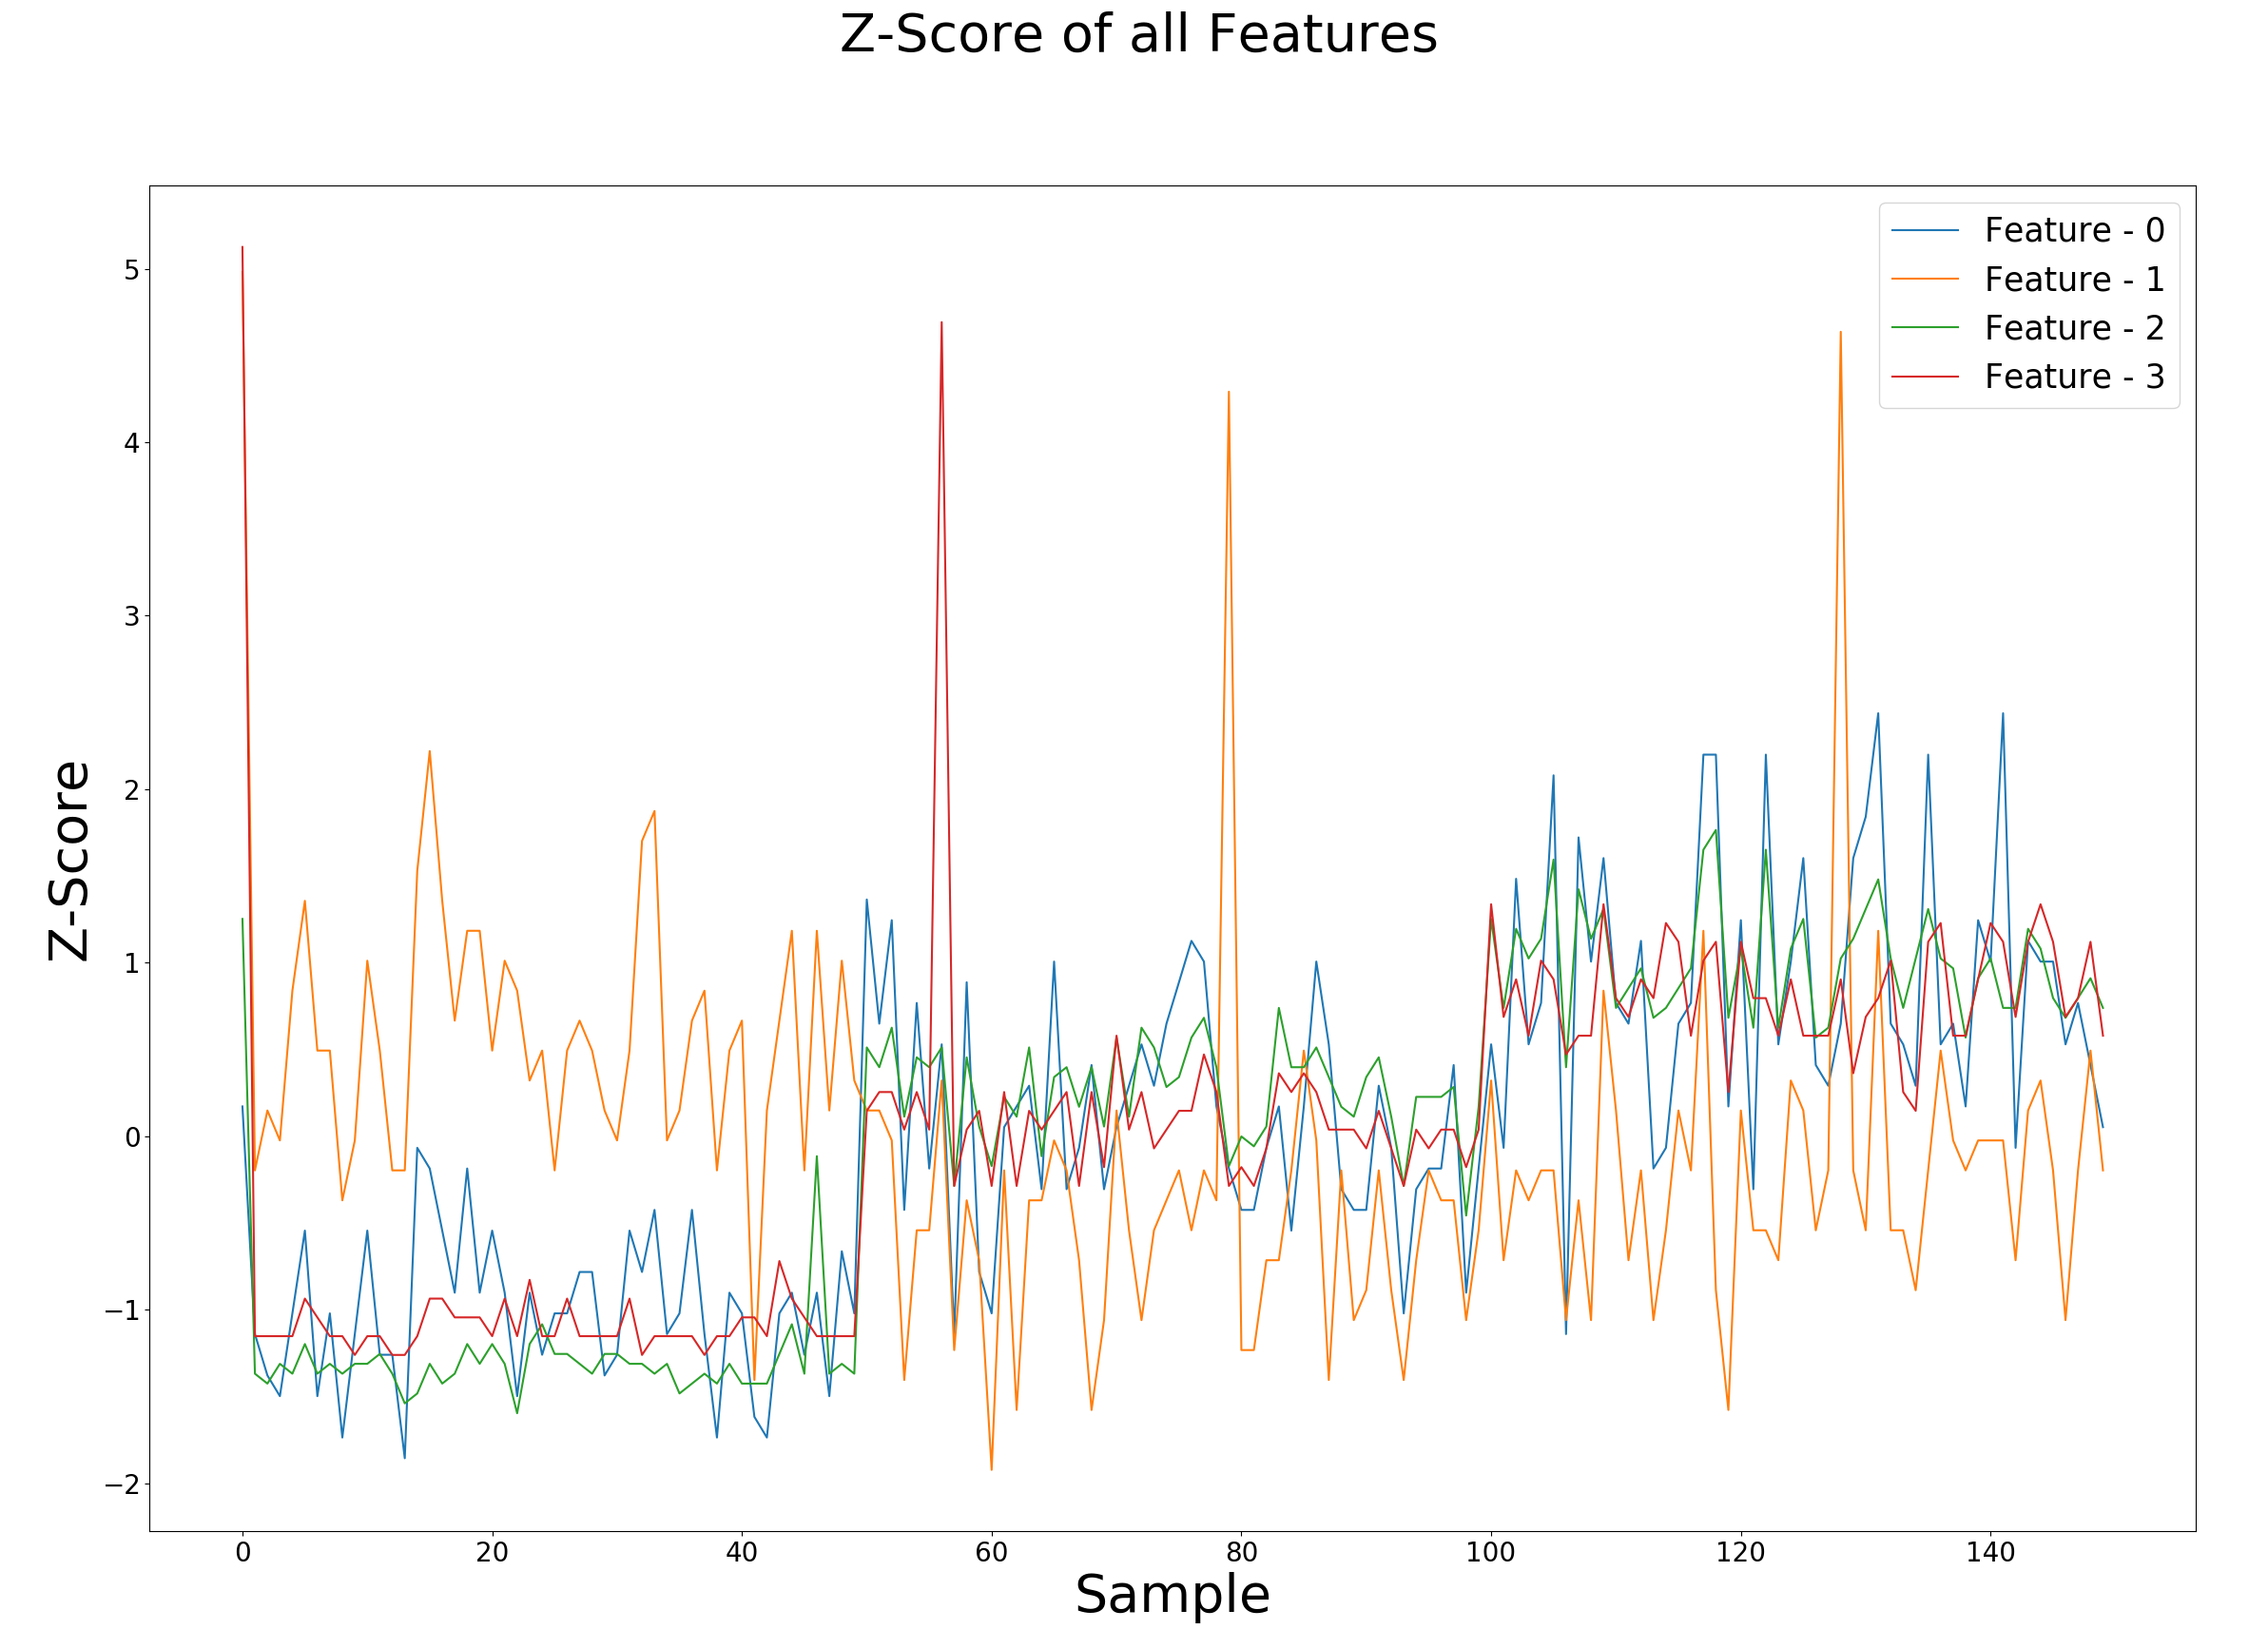 Z-Score of all Features
Feature - 0
Feature - 1
Feature - 2
Feature - 3
5
4
3
2
1
0
−1
−2
Z-Score
0 20 40 60 80 100 120 140
Sample